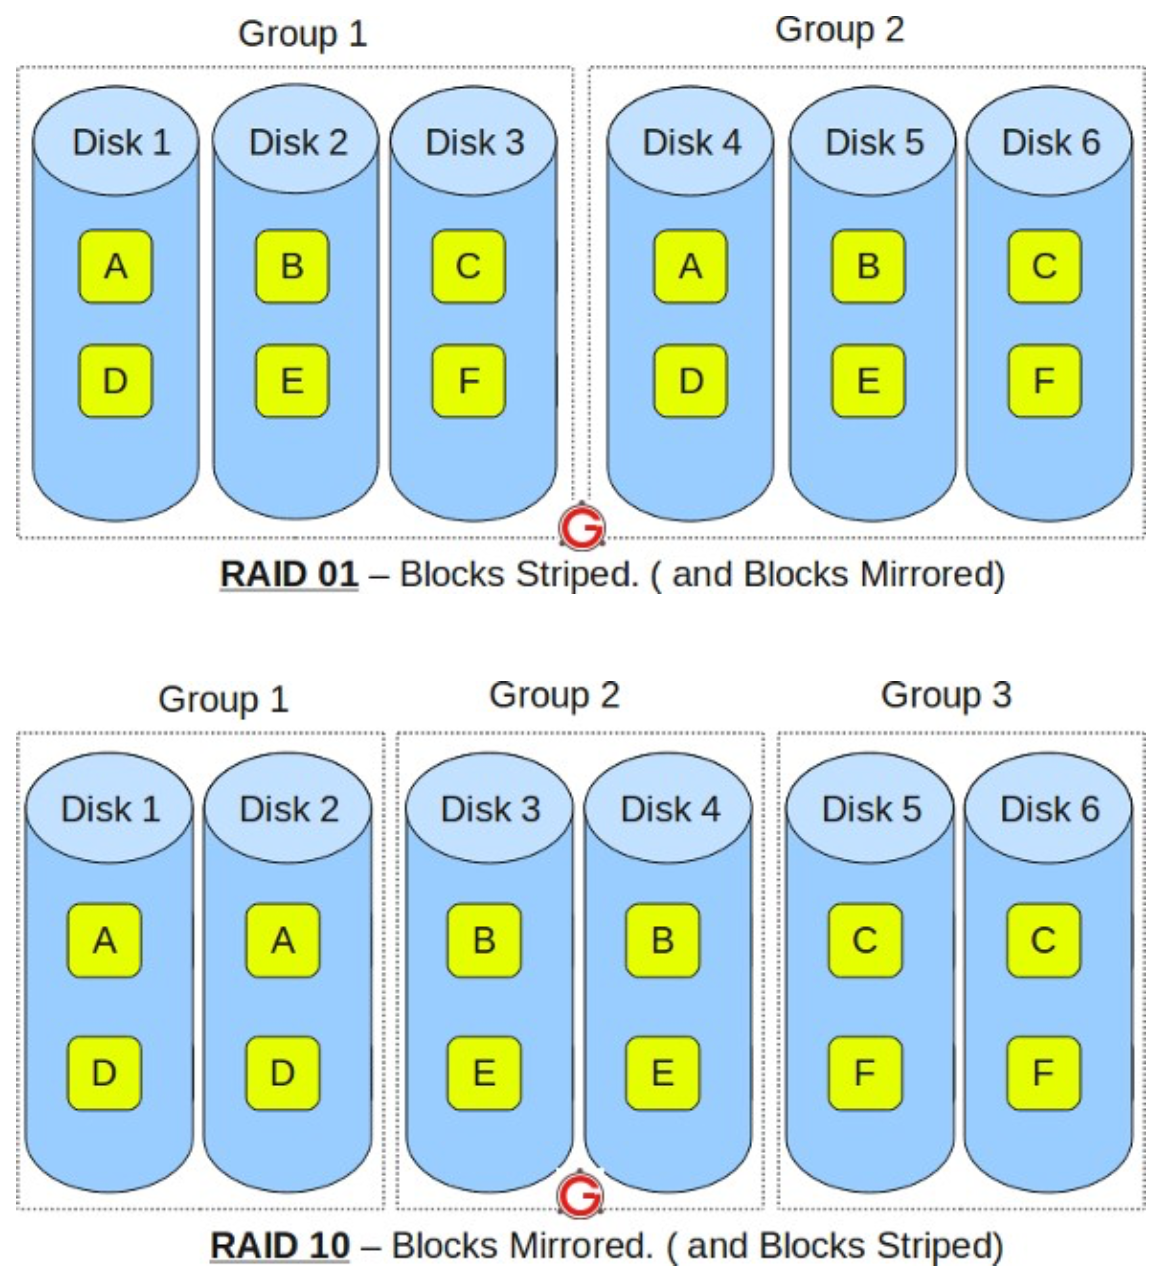 Group 1 Group 2
Disk 1 Disk 2 Disk 3 Disk 4 Disk 5 Disk 6
A B C A B C
D E F D E F
G
RAID 01 – Blocks Striped. ( and Blocks Mirrored)
Group 1 Group 2 Group 3
Disk 1 Disk 2 Disk 3 Disk 4 Disk 5 Disk 6
A A B B C C
D D E E F F
G
RAID 10 – Blocks Mirrored. ( and Blocks Striped)